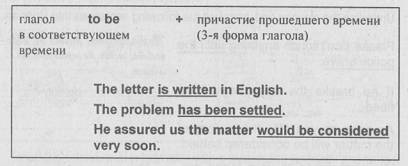 глагол to be + причастие прошедшего времени
в соответствующем (3-я форма глагола)
времени
The letter is written in English.
The problem has been settled.
He assured us the matter would be considered
very soon.